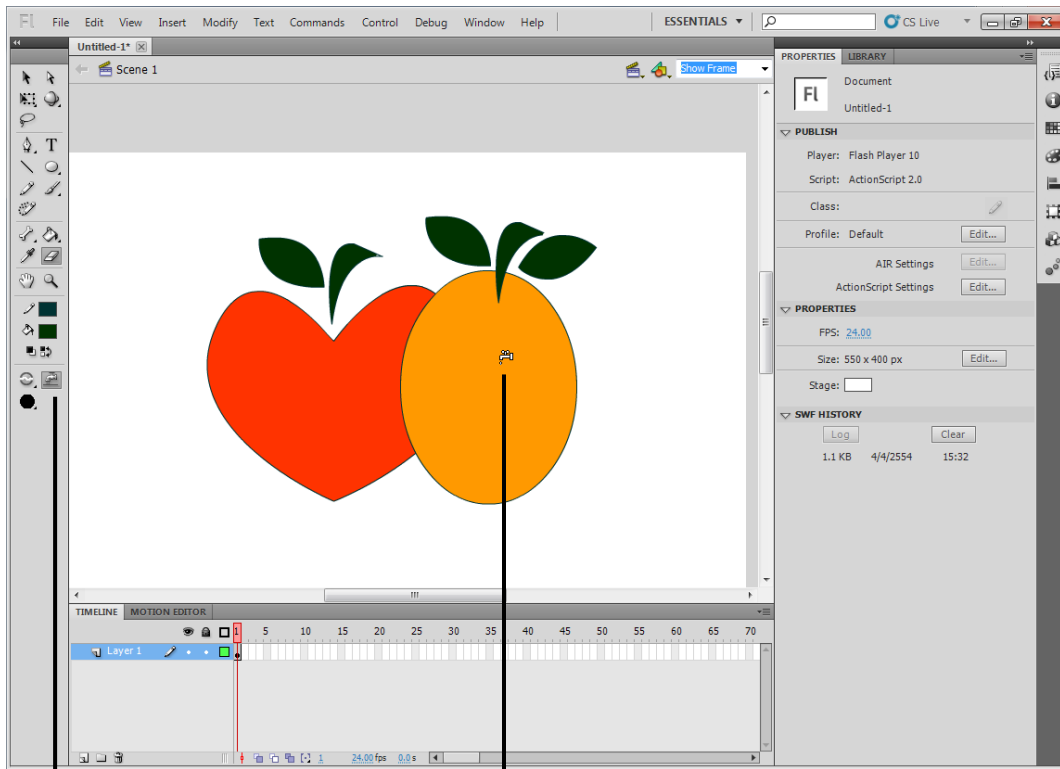 Fl File Edit View Insert Modify Text Commands Control Debug Window Help ESSENTIALS CS Live
Untitled-1*
Scene 1 Show Frame
PROPERTIES LIBRARY
Fl
Document
Untitled-1
PUBLISH
Player: Flash Player 10
Script: ActionScript 2.0
Class:
Profile: Default Edit...
AIR Settings Edit...
ActionScript Settings Edit...
PROPERTIES
FPS: 24.00
Size: 550 x 400 px Edit...
Stage:
SWF HISTORY
Log Clear
1.1 KB 4/4/2554 15:32
T
TIMELINE MOTION EDITOR
1 5 10 15 20 25 30 35 40 45 50 55 60 65 70
Layer 1
1 24.00 fps 0.0 s